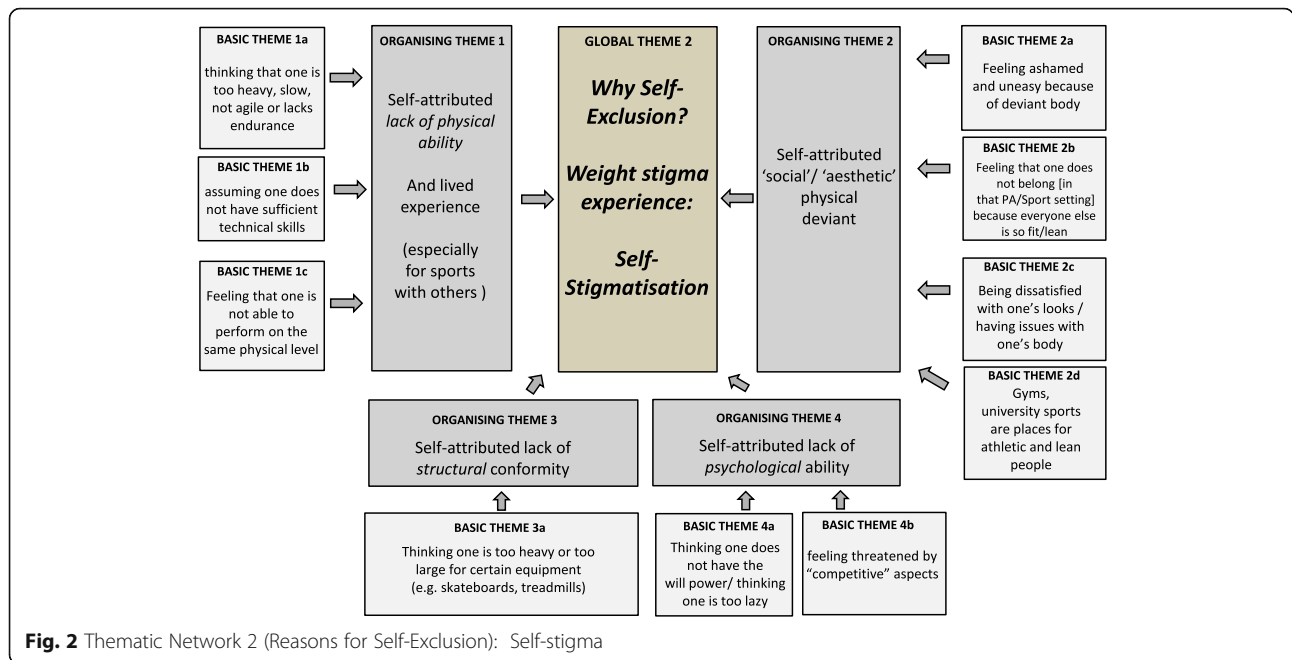 BASIC THEME 1a
thinking that one is
too heavy, slow,
not agile or lacks
endurance
BASIC THEME 1b
assuming one does
not have sufficient
technical skills
BASIC THEME 1c
Feeling that one is
not able to
perform on the
same physical level
ORGANISING THEME 1
Self-attributed
lack of physical
ability
And lived
experience
(especially
for sports
with others )
GLOBAL THEME 2
Why Self-
Exclusion?
Weight stigma
experience:
Self-
Stigmatisation
ORGANISING THEME 2
Self-attributed
‘social’/ ‘aesthetic’
physical
deviant
BASIC THEME 2a
Feeling ashamed
and uneasy because
of deviant body
BASIC THEME 2b
Feeling that one does
not belong [in
that PA/Sport setting]
because everyone else
is so fit/lean
BASIC THEME 2c
Being dissatisfied
with one’s looks /
having issues with
one’s body
BASIC THEME 2d
Gyms,
university sports
are places for
athletic and lean
people
ORGANISING THEME 3
Self-attributed lack of
structural conformity
ORGANISING THEME 4
Self-attributed lack of
psychological ability
BASIC THEME 3a
Thinking one is too heavy or too
large for certain equipment
(e.g. skateboards, treadmills)
BASIC THEME 4a
Thinking one does
not have the
will power/ thinking
one is too lazy
BASIC THEME 4b
feeling threatened by
“competitive” aspects
Fig. 2 Thematic Network 2 (Reasons for Self-Exclusion): Self-stigma